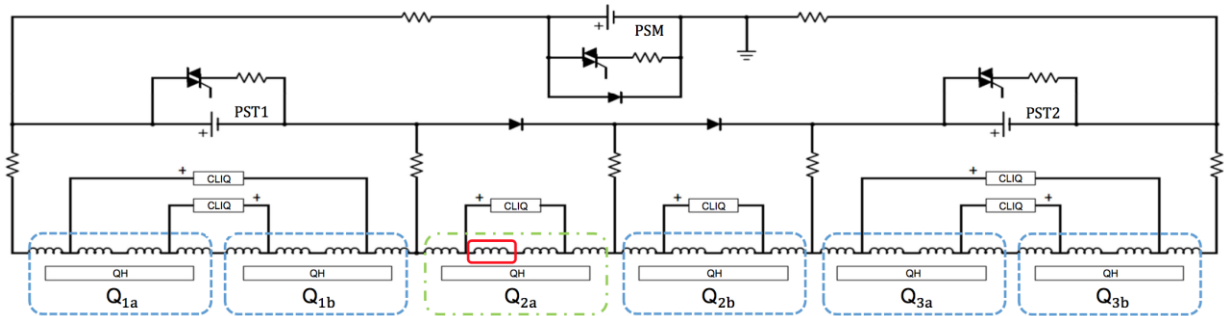 + PSM
PST1 PST2
+ +
+ CLIQ + CLIQ
CLIQ + + CLIQ CLIQ + + CLIQ
QH QH QH QH QH QH
Q1a Q1b Q2a Q2b Q3a Q3b